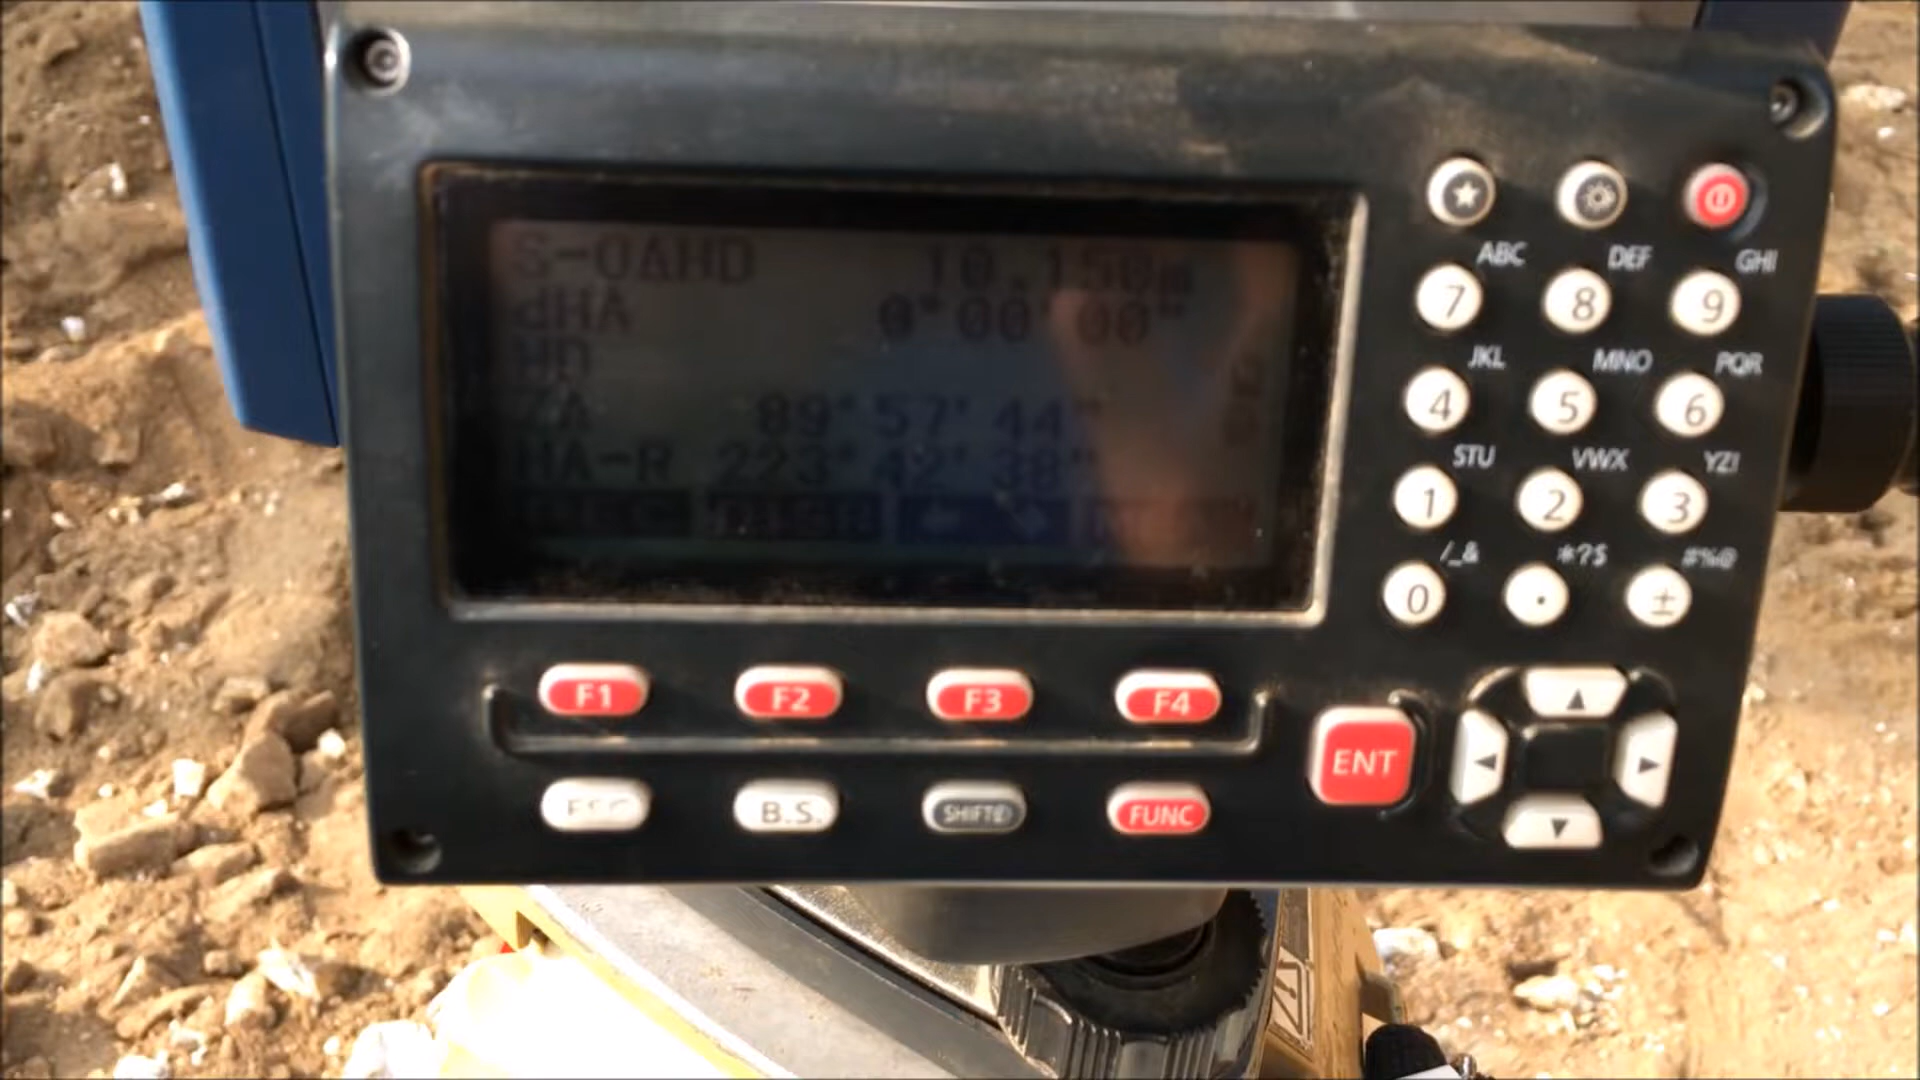 S-OΔHD 10.150m
dHA 0°00'00"
HD
ZA 89°57'44"
HA-R 223°42'38"
ABC DEF GHI
7 8 9
JKL MNO PQR
4 5 6
STU VWX YZ!
1 2 3
/_& *?$ #%@
0 . ±
F1 F2 F3 F4
ENT
ESC B.S. SHIFT FUNC